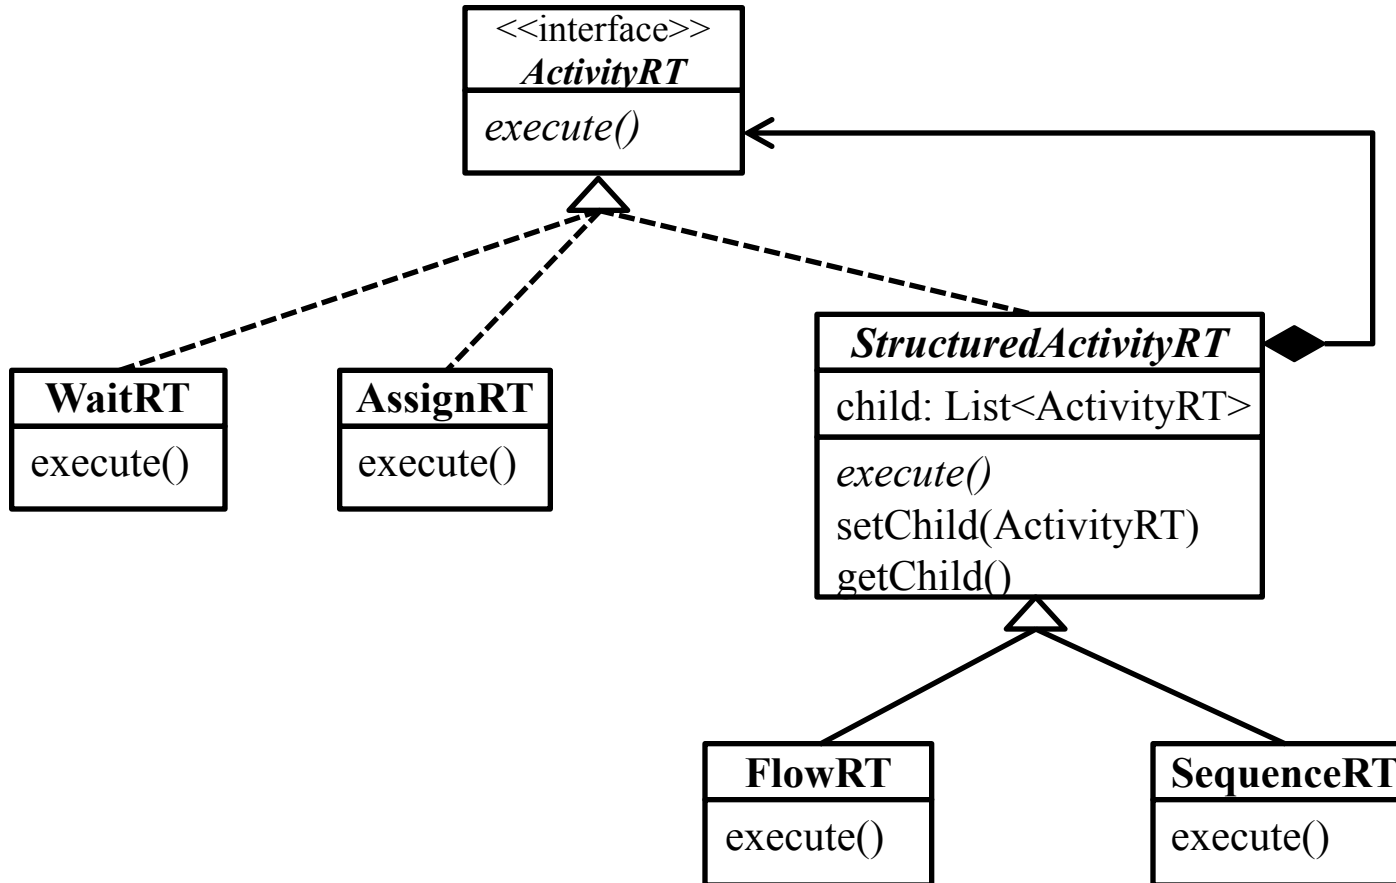 <<interface>>
ActivityRT
execute()
WaitRT
execute()
AssignRT
execute()
StructuredActivityRT
child: List<ActivityRT>
execute()
setChild(ActivityRT)
getChild()
FlowRT
execute()
SequenceRT
execute()